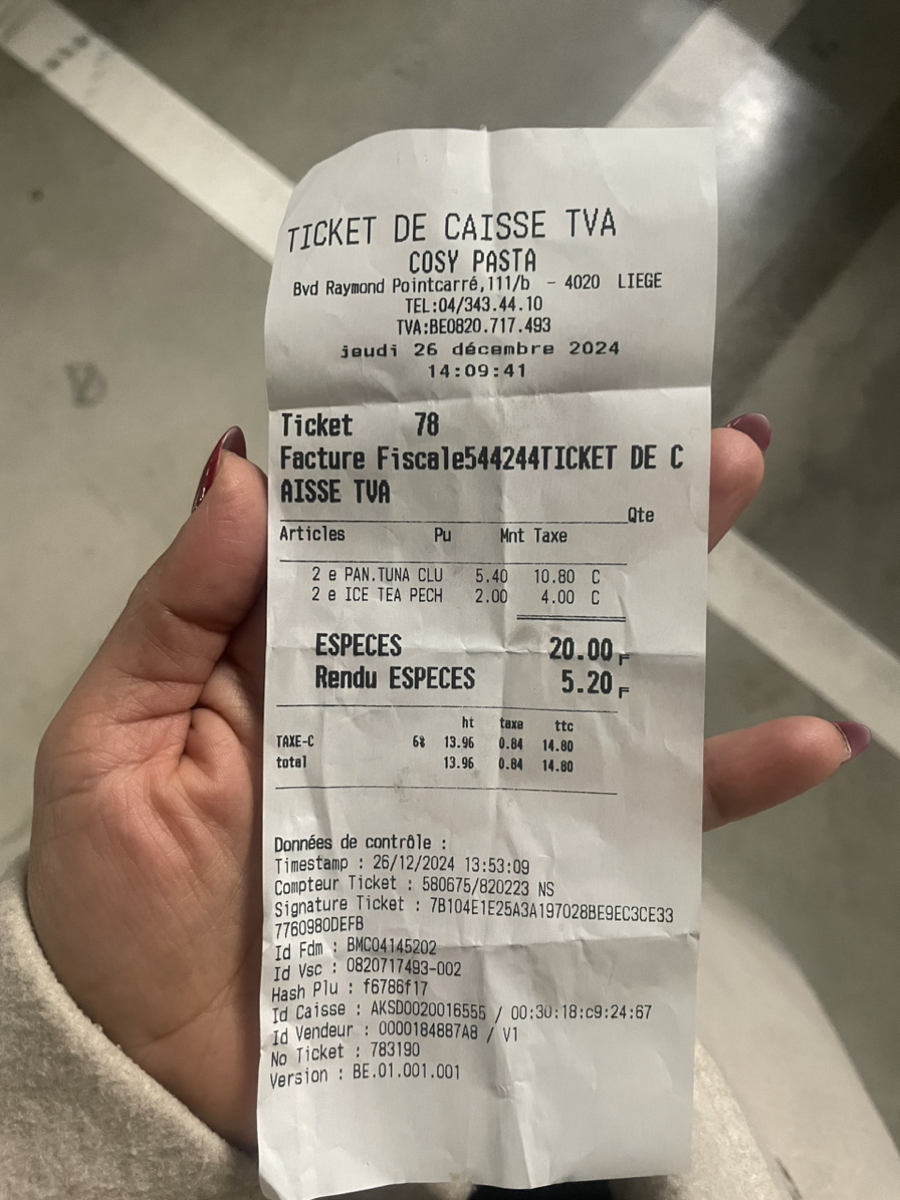 TICKET DE CAISSE TVA
COSY PASTA
Bvd Raymond Pointcarré,111/b - 4020 LIEGE
TEL:04/343.44.10
TVA:BE0820.717.493
jeudi 26 décembre 2024
14:09:41
Ticket 78
Facture Fiscale544244TICKET DE C
AISSE TVA
Qte
Articles Pu Mnt Taxe
2 e PAN.TUNA CLU 5.40 10.80 C
2 e ICE TEA PECH 2.00 4.00 C
ESPECES 20.00 F
Rendu ESPECES 5.20 F
ht taxe ttc
TAXE-C 6% 13.96 0.84 14.80
total 13.96 0.84 14.80
Données de contrôle :
Timestamp : 26/12/2024 13:53:09
Compteur Ticket : 580675/820223 NS
Signature Ticket : 7B104E1E25A3A197028BE9EC3CE33
7760980DEFB
Id Fdm : BMC04145202
Id Vsc : 0820717493-002
Hash Plu : f6786f17
Id Caisse : AKSD0020016555 / 00:30:18:c9:24:67
Id Vendeur : 0000184887A8 / V1
No Ticket : 783190
Version : BE.01.001.001